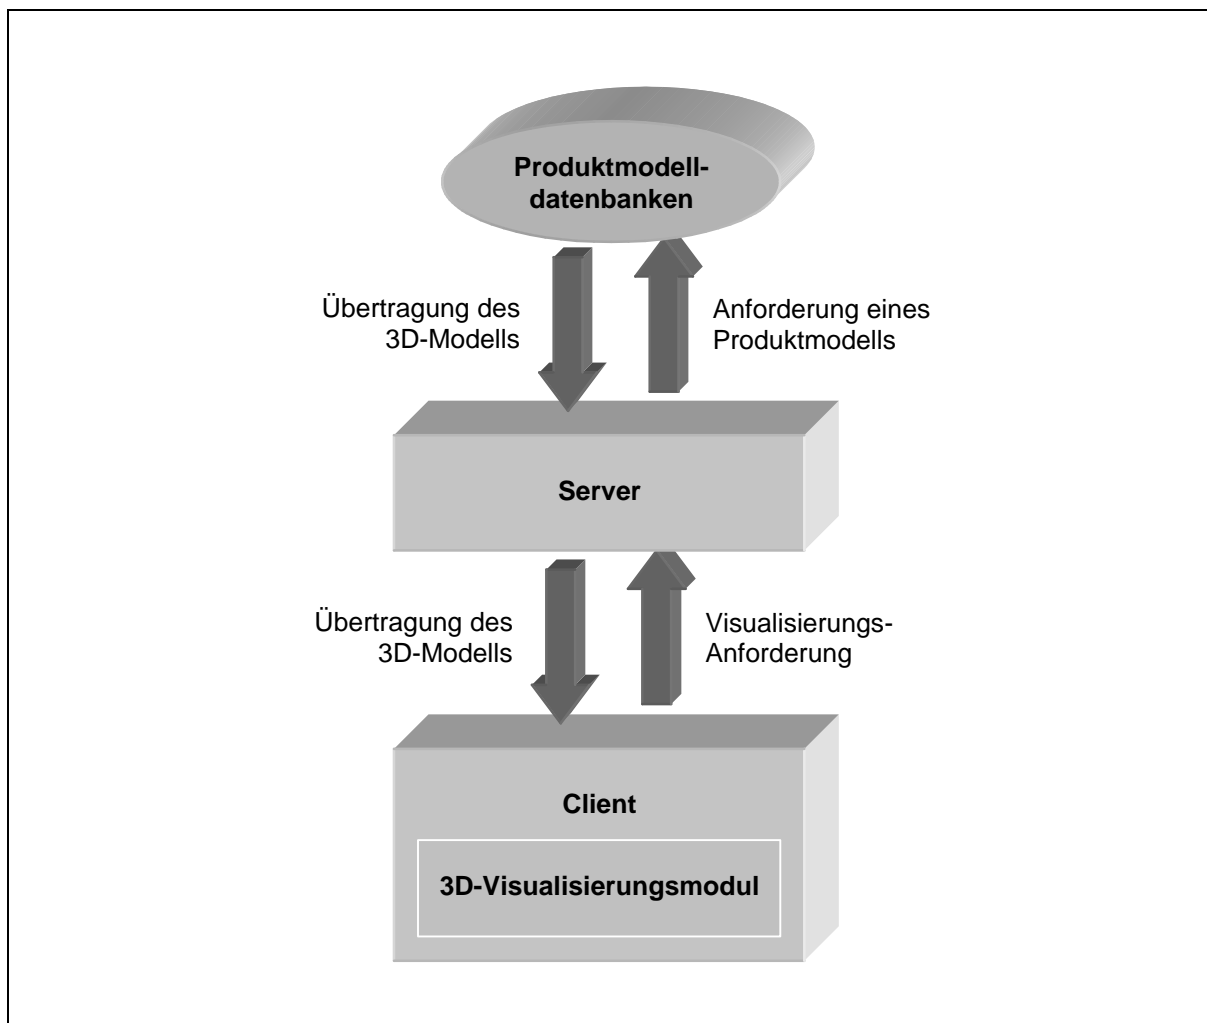 Produktmodell-
datenbanken
Übertragung des
3D-Modells
Anforderung eines
Produktmodells
Server
Übertragung des
3D-Modells
Visualisierungs-
Anforderung
Client
3D-Visualisierungsmodul